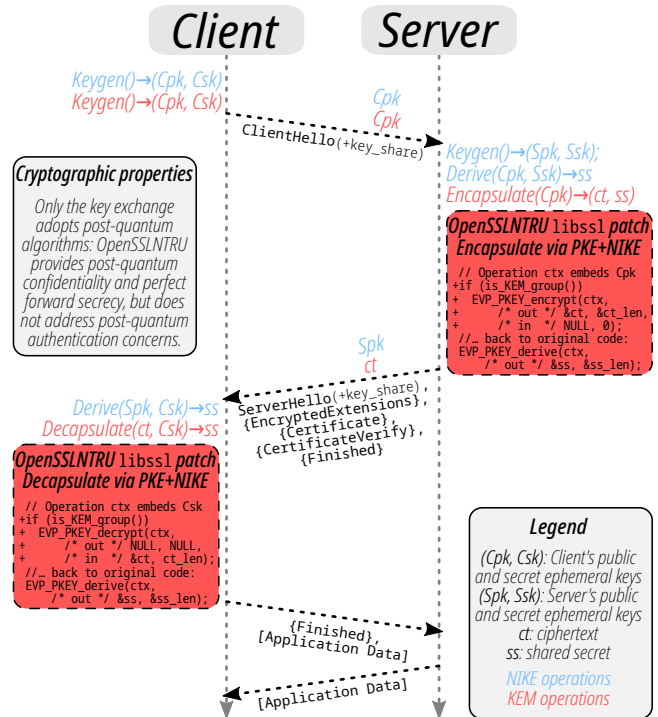 Client
Server
Keygen()→(Cpk, Csk)
Keygen()→(Cpk, Csk)
Cpk
Cpk
ClientHello(+key_share)
Keygen()→(Spk, Ssk);
Derive(Cpk, Ssk)→ss
Encapsulate(Cpk)→(ct, ss)
Cryptographic properties
Only the key exchange
adopts post-quantum
algorithms: OpenSSLNTRU
provides post-quantum
confidentiality and perfect
forward secrecy, but does
not address post-quantum
authentication concerns.
OpenSSLNTRU libssl patch
Encapsulate via PKE+NIKE
// Operation ctx embeds Cpk
+if (is_KEM_group())
+ EVP_PKEY_encrypt(ctx,
+ /* out */ &ct, &ct_len,
+ /* in */ NULL, 0);
//… back to original code:
EVP_PKEY_derive(ctx,
/* out */ &ss, &ss_len);
Spk
ct
ServerHello(+key_share),
{EncryptedExtensions},
{Certificate},
{CertificateVerify},
{Finished}
Derive(Spk, Csk)→ss
Decapsulate(ct, Csk)→ss
OpenSSLNTRU libssl patch
Decapsulate via PKE+NIKE
// Operation ctx embeds Csk
+if (is_KEM_group())
+ EVP_PKEY_decrypt(ctx,
+ /* out */ NULL, NULL,
+ /* in */ &ct, ct_len);
//… back to original code:
EVP_PKEY_derive(ctx,
/* out */ &ss, &ss_len);
{Finished},
[Application Data]
[Application Data]
Legend
(Cpk, Csk): Client's public
and secret ephemeral keys
(Spk, Ssk): Server's public
and secret ephemeral keys
ct: ciphertext
ss: shared secret
NIKE operations
KEM operations